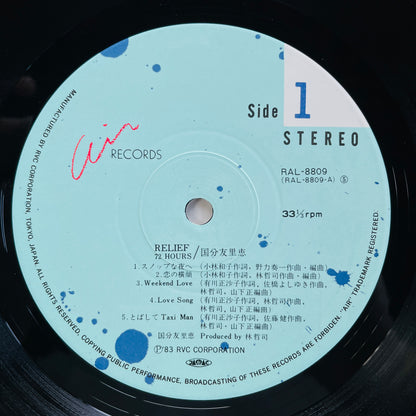 Side 1
STEREO
Air RECORDS
RAL-8809
(RAL-8809-A) Ⓢ
33⅓rpm
RELIEF
72 HOURS/国分友里恵
1. スノップな夜へ (小林和子作詞、野力奏一作曲・編曲)
2. 恋の横顔 (小林和子作詞、林哲司作曲・編曲)
3. Weekend Love (有川正沙子作詞、佐橋よしゆき作曲、林哲司、山下正編曲)
4. Love Song (有川正沙子作詞、林哲司作曲、林哲司、山下正編曲)
5. とばして Taxi Man (有川正沙子作詞、佐藤健作曲、林哲司、山下正編曲)
国分友里恵 Produced by 林 哲司
Ⓟ'83 RVC CORPORATION
JASRAC
MANUFACTURED BY RVC CORPORATION, TOKYO, JAPAN. ALL RIGHTS RESERVED. COPYING, PUBLIC PERFORMANCE, BROADCASTING OF THESE RECORDS ARE FORBIDDEN. "AIR" TRADEMARK REGISTERED.